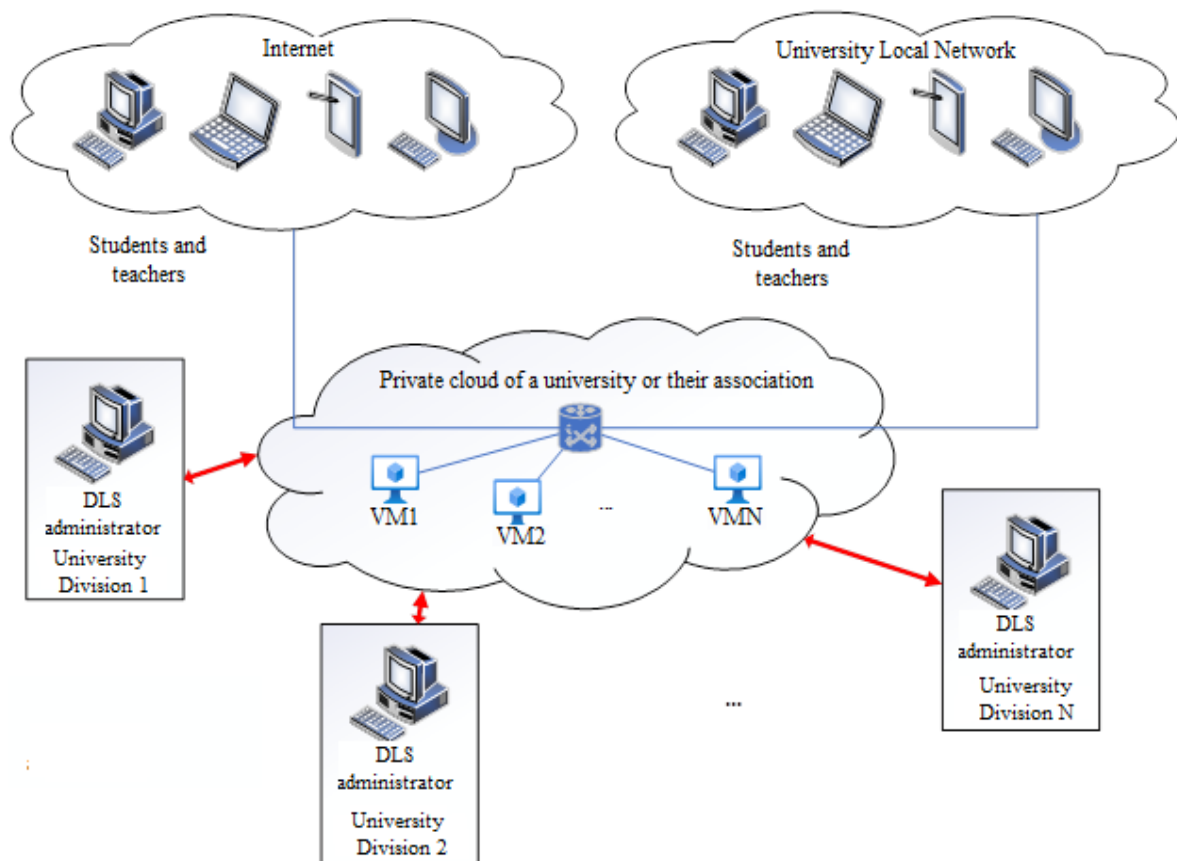 Internet
University Local Network
Students and
teachers
Students and
teachers
Private cloud of a university or their association
VM1
VM2
...
VMN
DLS
administrator
University
Division 1
DLS
administrator
University
Division 2
...
DLS
administrator
University
Division N
;